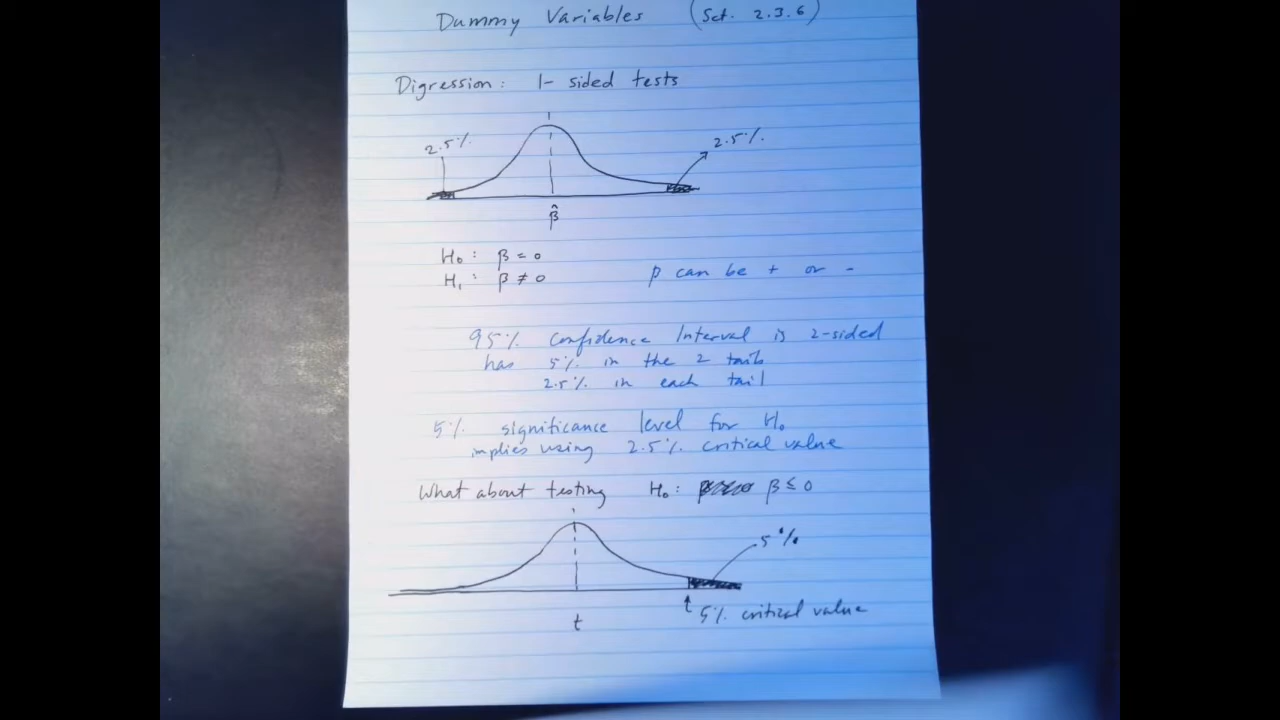 Dummy Variables (Sct. 2.3.6)
Digression: 1- sided tests
2.5% 2.5%
β̂
H₀: β = 0
H₁: β ≠ 0 β can be + or -
95% confidence Interval is 2-sided
has 5% in the 2 tails
2.5% in each tail
5% significance level for H₀
implies using 2.5% critical value
What about testing H₀: β ≤ 0
5%
t 5% critical value